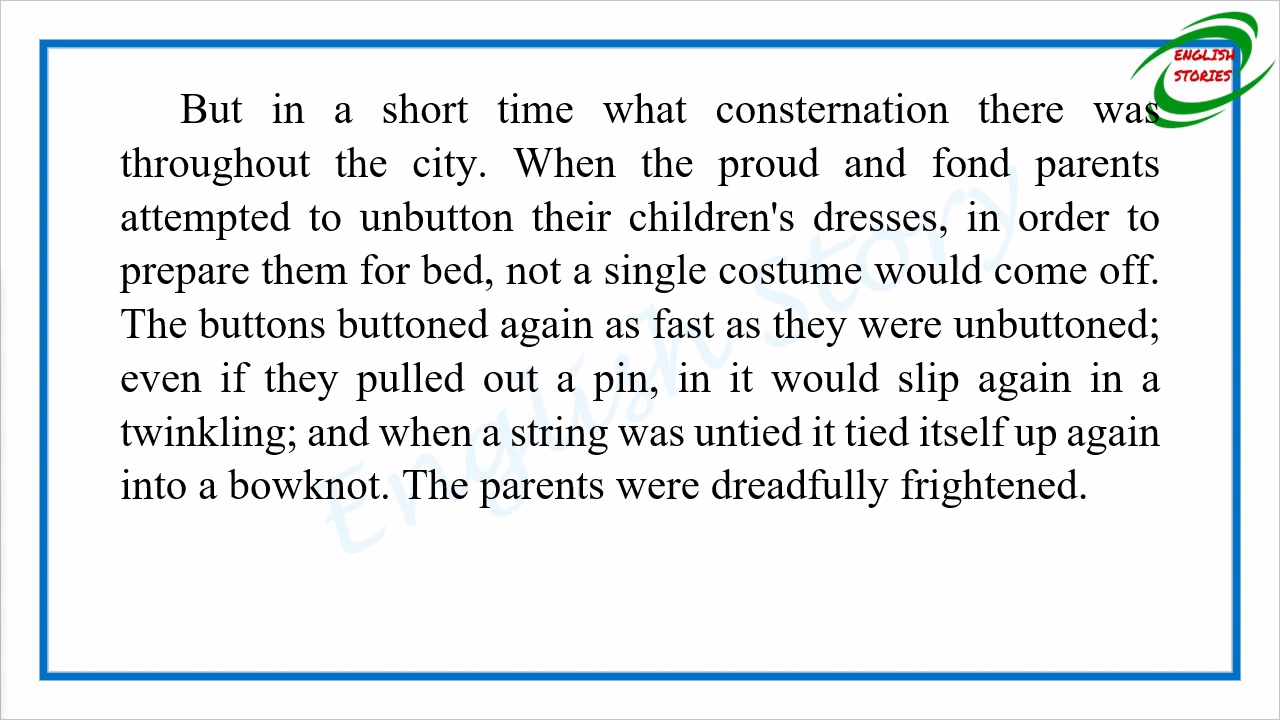 ENGLISH
STORIES
But in a short time what consternation there was
throughout the city. When the proud and fond parents
attempted to unbutton their children's dresses, in order to
prepare them for bed, not a single costume would come off.
The buttons buttoned again as fast as they were unbuttoned;
even if they pulled out a pin, in it would slip again in a
twinkling; and when a string was untied it tied itself up again
into a bowknot. The parents were dreadfully frightened.
English Story